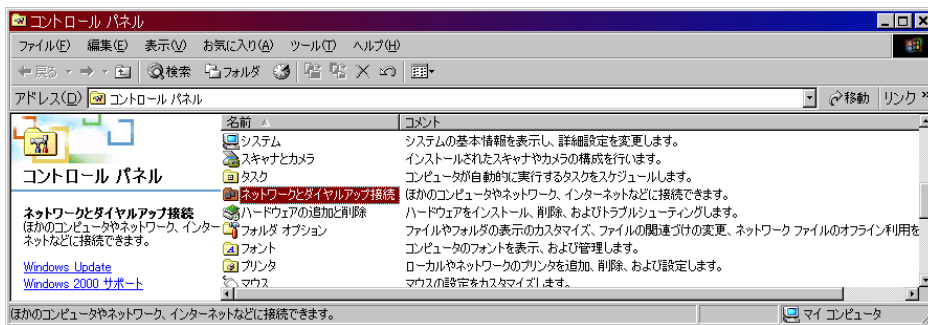 コントロール パネル
ファイル(F) 編集(E) 表示(V) お気に入り(A) ツール(T) ヘルプ(H)
戻る 検索 フォルダ
アドレス(D) コントロール パネル 移動 リンク »
名前 コメント
コントロール パネル
ネットワークとダイヤルアップ接続
ほかのコンピュータやネットワーク、インター
ネットなどに接続できます。
Windows Update
Windows 2000 サポート
システム システムの基本情報を表示し、詳細設定を変更します。
スキャナとカメラ インストールされたスキャナやカメラの構成を行います。
タスク コンピュータが自動的に実行するタスクをスケジュールします。
ネットワークとダイヤルアップ接続 ほかのコンピュータやネットワーク、インターネットなどに接続できます。
ハードウェアの追加と削除 ハードウェアをインストール、削除、およびトラブルシューティングします。
フォルダ オプション ファイルやフォルダの表示のカスタマイズ、ファイルの関連づけの変更、ネットワーク ファイルのオフライン利用を
フォント コンピュータのフォントを表示、および管理します。
プリンタ ローカルやネットワークのプリンタを追加、削除、および設定します。
マウス マウスの設定をカスタマイズします。
ほかのコンピュータやネットワーク、インターネットなどに接続できます。 マイ コンピュータ